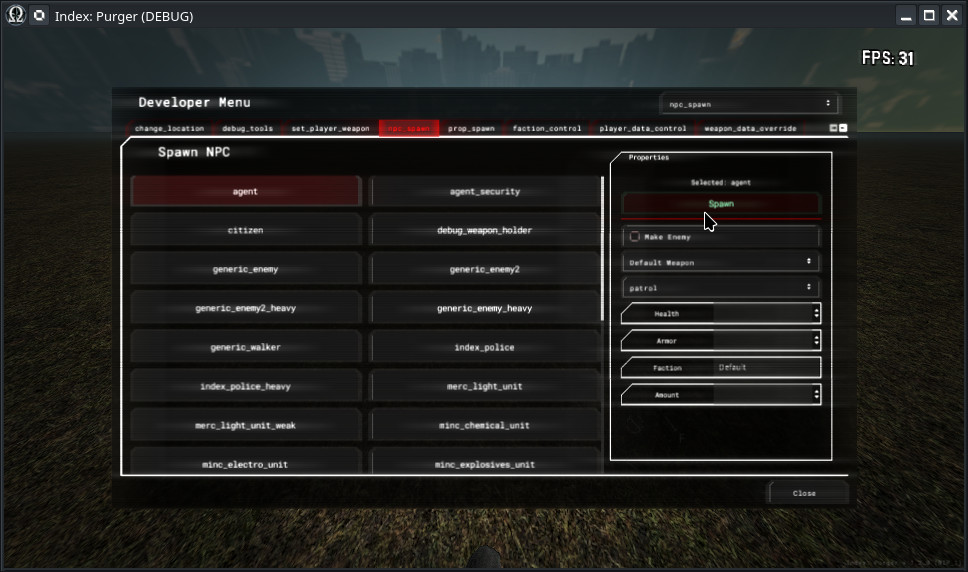 Index: Purger (DEBUG)
FPS: 31
Developer Menu
npc_spawn
change_location debug_tools set_player_weapon npc_spawn prop_spawn faction_control player_data_control weapon_data_override
Spawn NPC
Properties
Selected: agent
agent agent_security
Spawn
citizen debug_weapon_holder
Make Enemy
Default Weapon
generic_enemy generic_enemy2
patrol
generic_enemy2_heavy generic_enemy_heavy
Health
Armor
generic_walker index_police
Faction Default
index_police_heavy merc_light_unit
Amount
merc_light_unit_weak minc_chemical_unit
minc_electro_unit minc_explosives_unit
Close